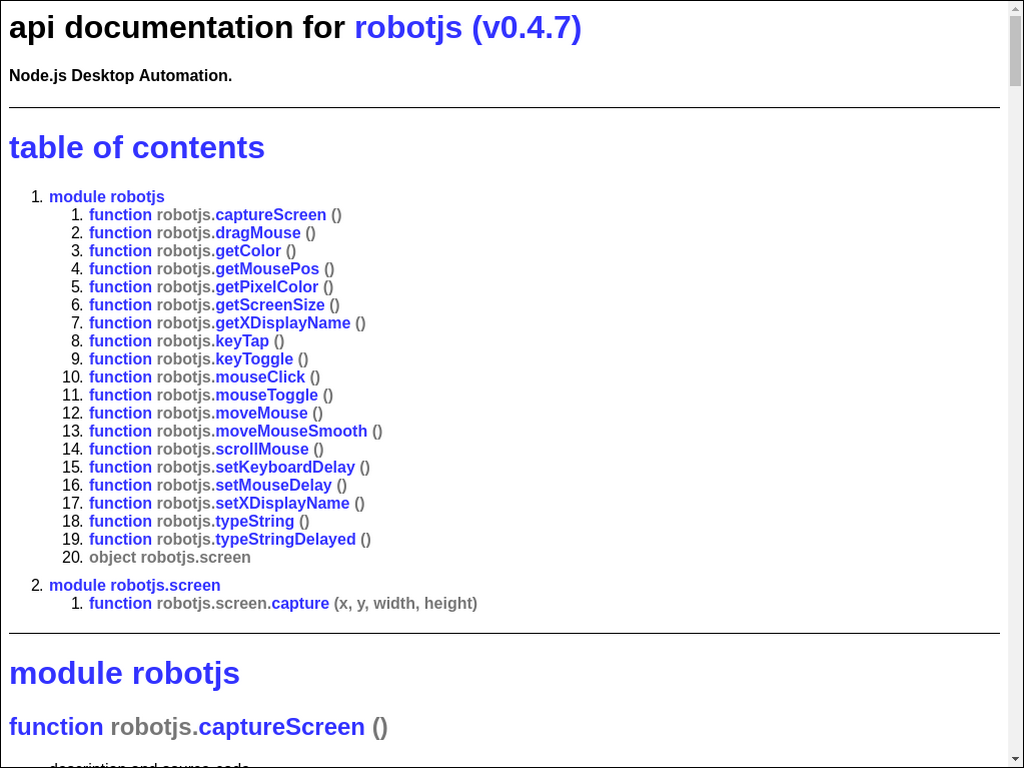 api documentation for robotjs (v0.4.7)
Node.js Desktop Automation.
table of contents
1. module robotjs
1. function robotjs.captureScreen ()
2. function robotjs.dragMouse ()
3. function robotjs.getColor ()
4. function robotjs.getMousePos ()
5. function robotjs.getPixelColor ()
6. function robotjs.getScreenSize ()
7. function robotjs.getXDisplayName ()
8. function robotjs.keyTap ()
9. function robotjs.keyToggle ()
10. function robotjs.mouseClick ()
11. function robotjs.mouseToggle ()
12. function robotjs.moveMouse ()
13. function robotjs.moveMouseSmooth ()
14. function robotjs.scrollMouse ()
15. function robotjs.setKeyboardDelay ()
16. function robotjs.setMouseDelay ()
17. function robotjs.setXDisplayName ()
18. function robotjs.typeString ()
19. function robotjs.typeStringDelayed ()
20. object robotjs.screen
2. module robotjs.screen
1. function robotjs.screen.capture (x, y, width, height)
module robotjs
function robotjs.captureScreen ()
description and source-code